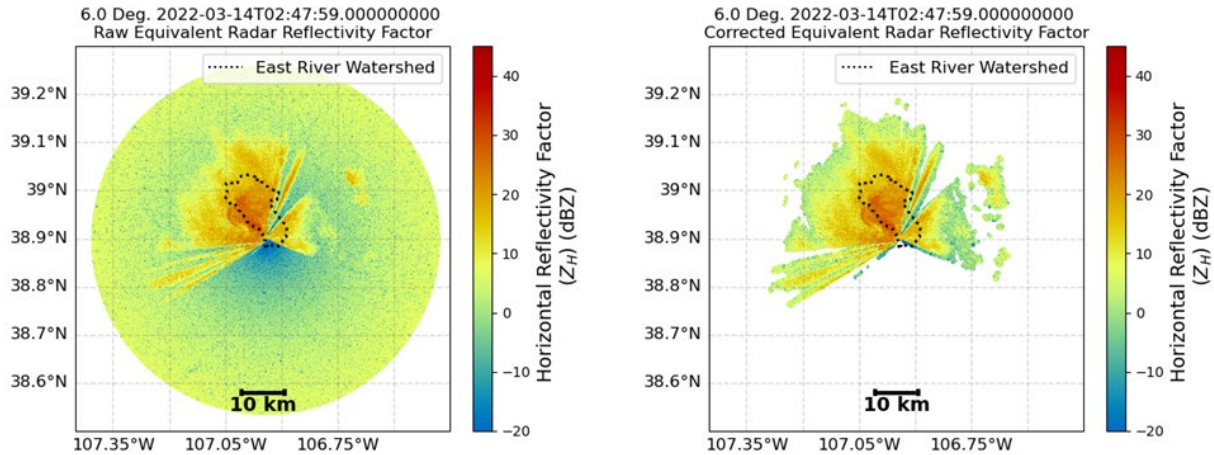 6.0 Deg. 2022-03-14T02:47:59.000000000
Raw Equivalent Radar Reflectivity Factor
East River Watershed
39.2°N
39.1°N
39°N
38.9°N
38.8°N
38.7°N
38.6°N
107.35°W
107.05°W
106.75°W
10 km
40
30
20
10
0
−10
−20
Horizontal Reflectivity Factor
(Z_H) (dBZ)
6.0 Deg. 2022-03-14T02:47:59.000000000
Corrected Equivalent Radar Reflectivity Factor
East River Watershed
39.2°N
39.1°N
39°N
38.9°N
38.8°N
38.7°N
38.6°N
107.35°W
107.05°W
106.75°W
10 km
40
30
20
10
0
−10
−20
Horizontal Reflectivity Factor
(Z_H) (dBZ)